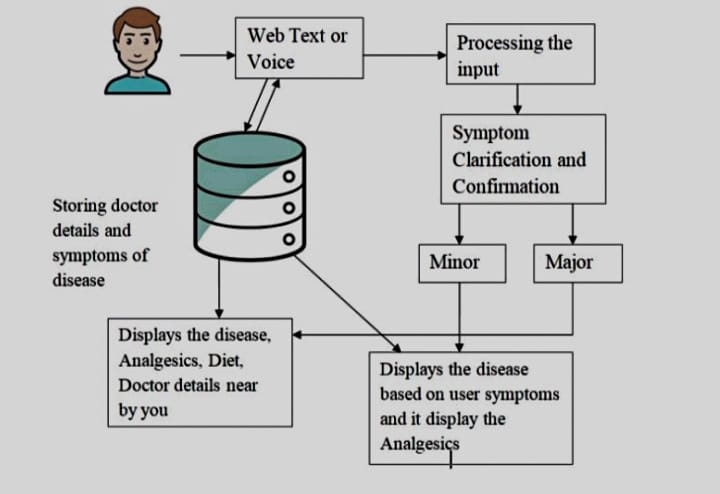 Web Text or
Voice
Processing the
input
Symptom
Clarification and
Confirmation
Storing doctor
details and
symptoms of
disease
Minor
Major
Displays the disease,
Analgesics, Diet,
Doctor details near
by you
Displays the disease
based on user symptoms
and it display the
Analgesics